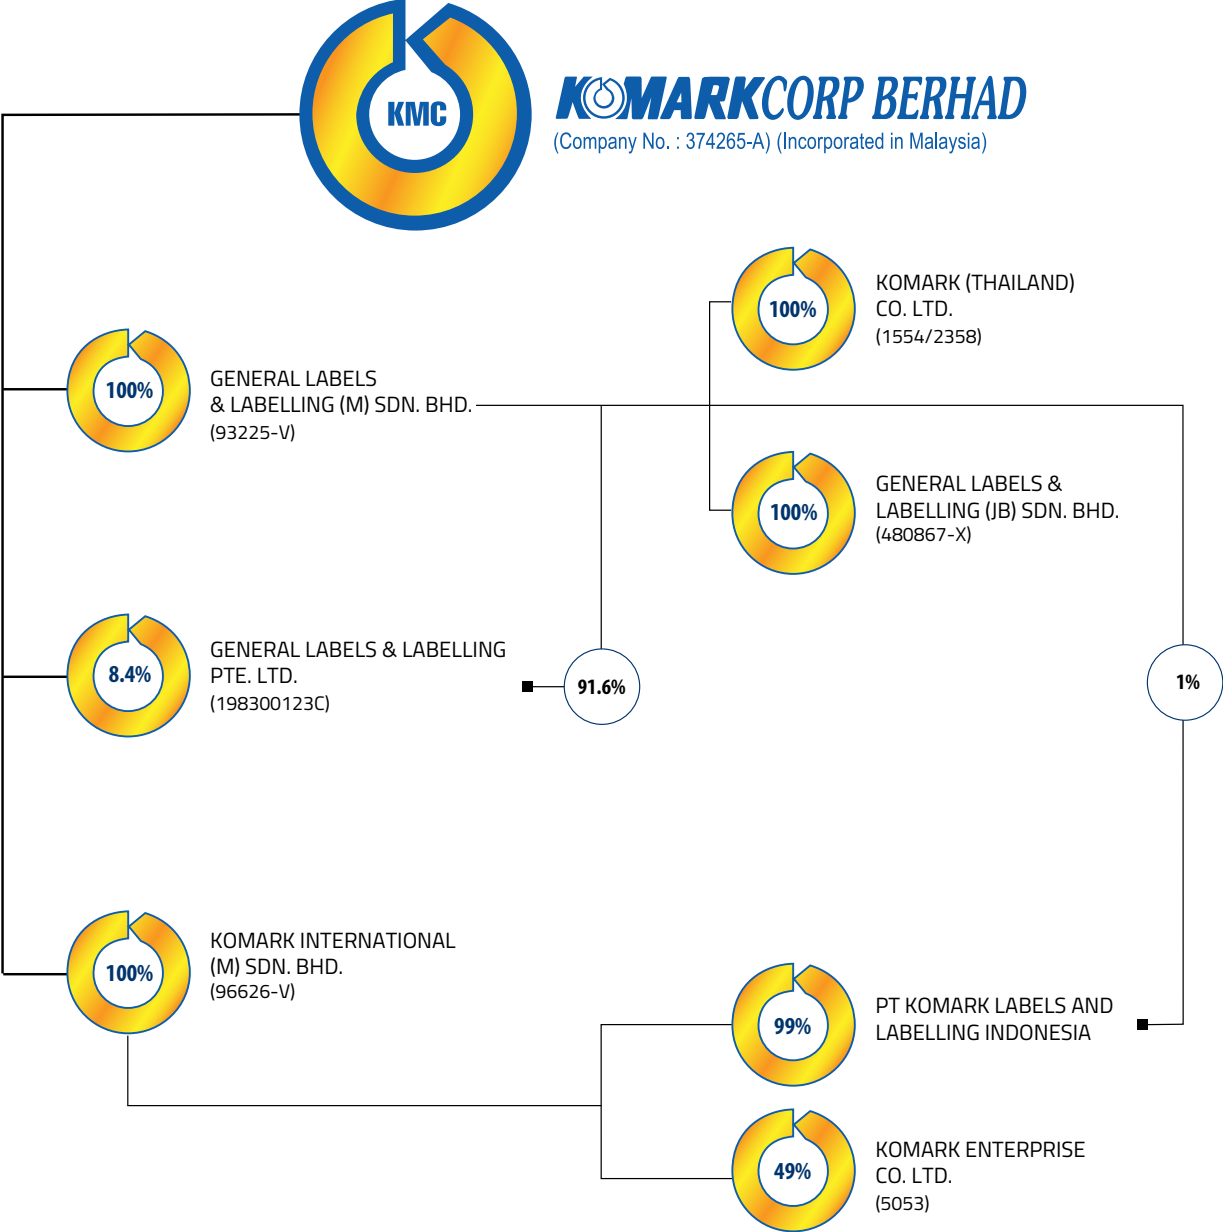 KMC
KOMARKCORP BERHAD
(Company No. : 374265-A) (Incorporated in Malaysia)
100%
KOMARK (THAILAND)
CO. LTD.
(1554/2358)
100%
GENERAL LABELS
& LABELLING (M) SDN. BHD.
(93225-V)
100%
GENERAL LABELS &
LABELLING (JB) SDN. BHD.
(480867-X)
8.4%
GENERAL LABELS & LABELLING
PTE. LTD.
(198300123C)
91.6%
1%
100%
KOMARK INTERNATIONAL
(M) SDN. BHD.
(96626-V)
99%
PT KOMARK LABELS AND
LABELLING INDONESIA
49%
KOMARK ENTERPRISE
CO. LTD.
(5053)